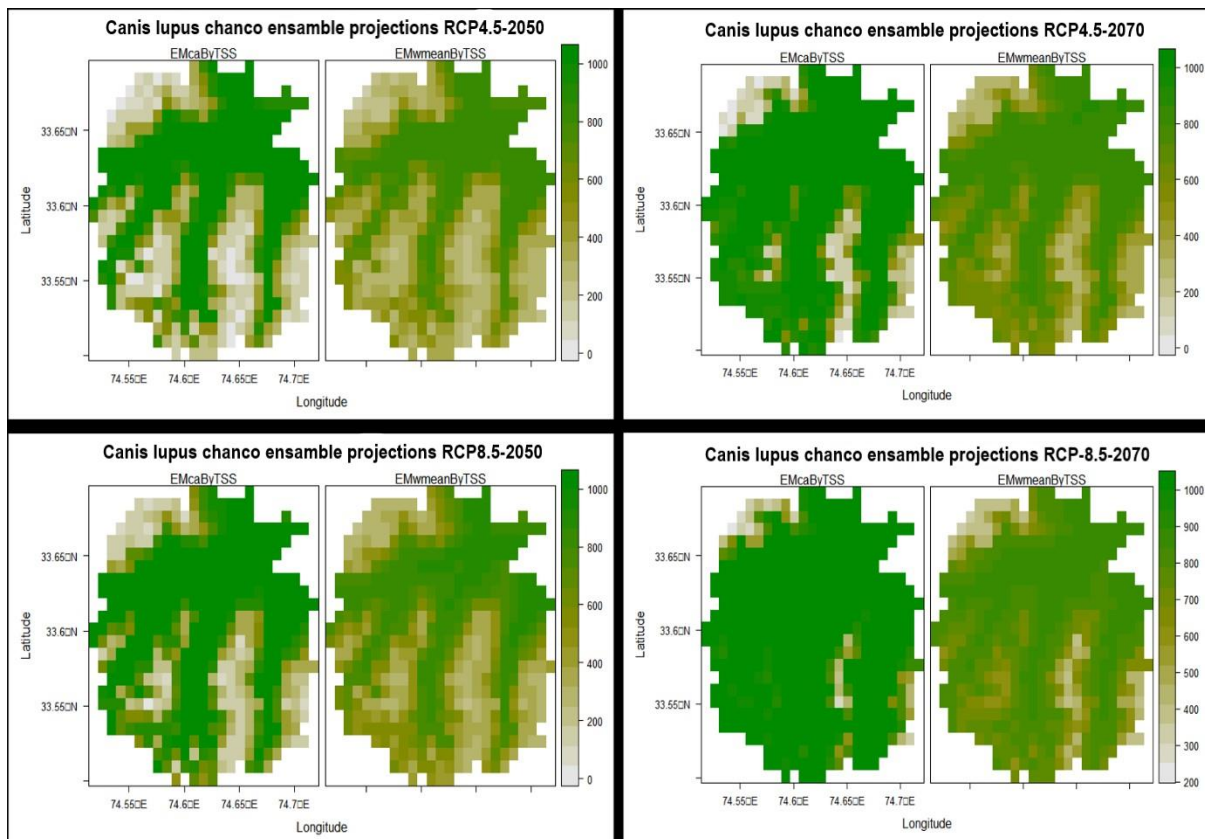 Canis lupus chanco ensamble projections RCP4.5-2050
EMcaByTSS
EMwmeanByTSS
1000
800
600
400
200
0
33.65□N
33.6□N
33.55□N
Latitude
74.55□E
74.6□E
74.65□E
74.7□E
Longitude
Canis lupus chanco ensamble projections RCP4.5-2070
EMcaByTSS
EMwmeanByTSS
1000
800
600
400
200
0
33.65□N
33.6□N
33.55□N
Latitude
74.55□E
74.6□E
74.65□E
74.7□E
Longitude
Canis lupus chanco ensamble projections RCP8.5-2050
EMcaByTSS
EMwmeanByTSS
1000
800
600
400
200
0
33.65□N
33.6□N
33.55□N
Latitude
74.55□E
74.6□E
74.65□E
74.7□E
Longitude
Canis lupus chanco ensamble projections RCP-8.5-2070
EMcaByTSS
EMwmeanByTSS
1000
900
800
700
600
500
400
300
200
33.65□N
33.6□N
33.55□N
Latitude
74.55□E
74.6□E
74.65□E
74.7□E
Longitude